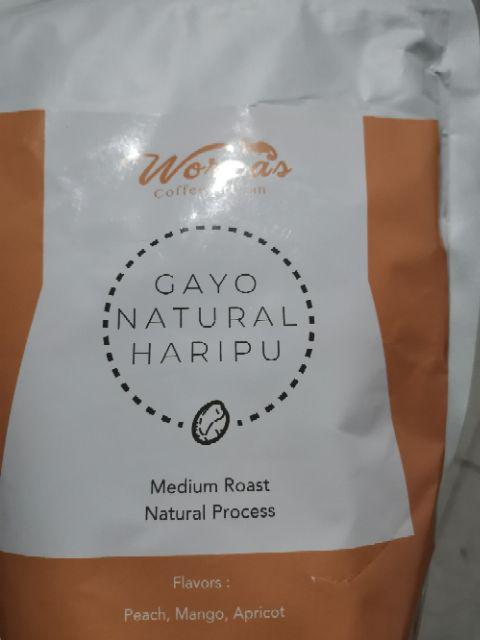 Coffee
GAYO
NATURAL
HARIPU
Medium Roast
Natural Process
Flavors :
Peach, Mango, Apricot